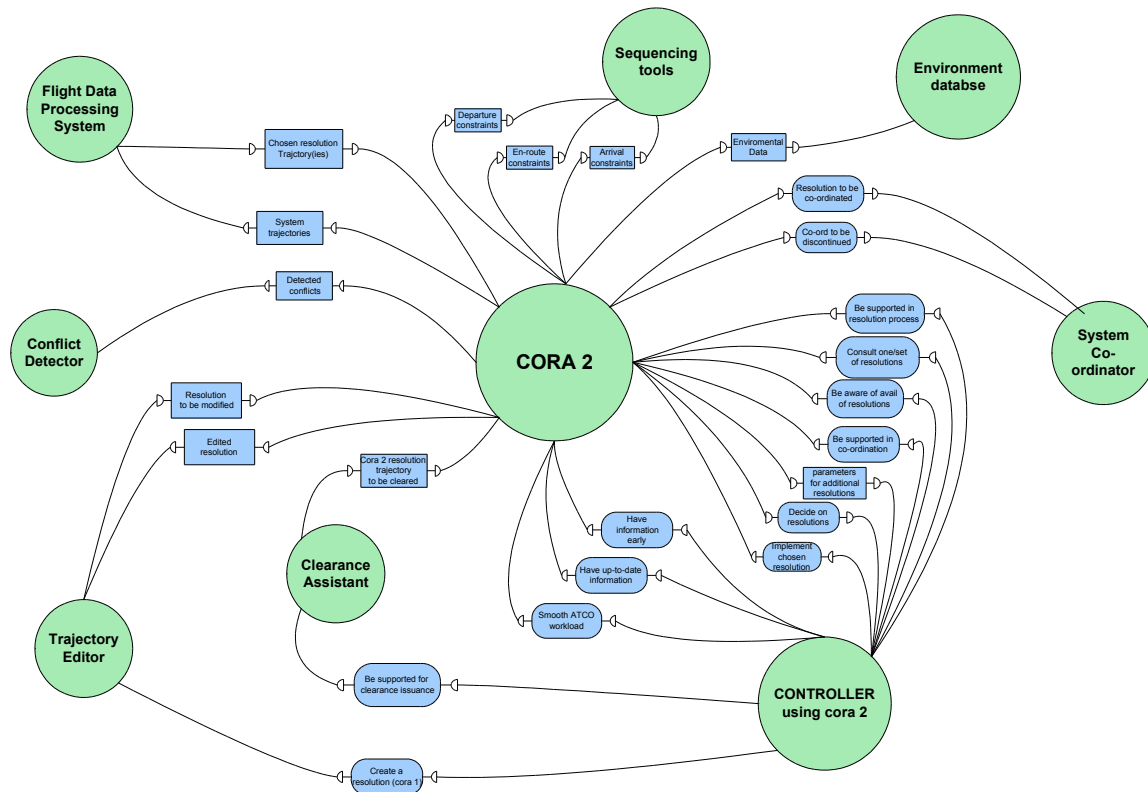 Sequencing
tools
Environment
databse
Flight Data
Processing
System
Departure
constraints
Chosen resolution
Trajctory(ies)
En-route
constraints
Arrival
constraints
Enviromental
Data
Resolution to be
co-ordinated
System
trajectories
Co-ord to be
discontinued
Detected
conflicts
Be supported in
resolution process
Conflict
Detector
CORA 2
Consult one/set
of resolutions
System
Co-
ordinator
Resolution
to be modified
Be aware of avail
of resolutions
Edited
resolution
Be supported in
co-ordination
Cora 2 resolution
trajectory
to be cleared
parameters
for additional
resolutions
Have
information
early
Decide on
resolutions
Implement
chosen
resolution
Clearance
Assistant
Have up-to-date
information
Smooth ATCO
workload
Trajectory
Editor
Be supported for
clearance issuance
CONTROLLER
using cora 2
Create a
resolution (cora 1)